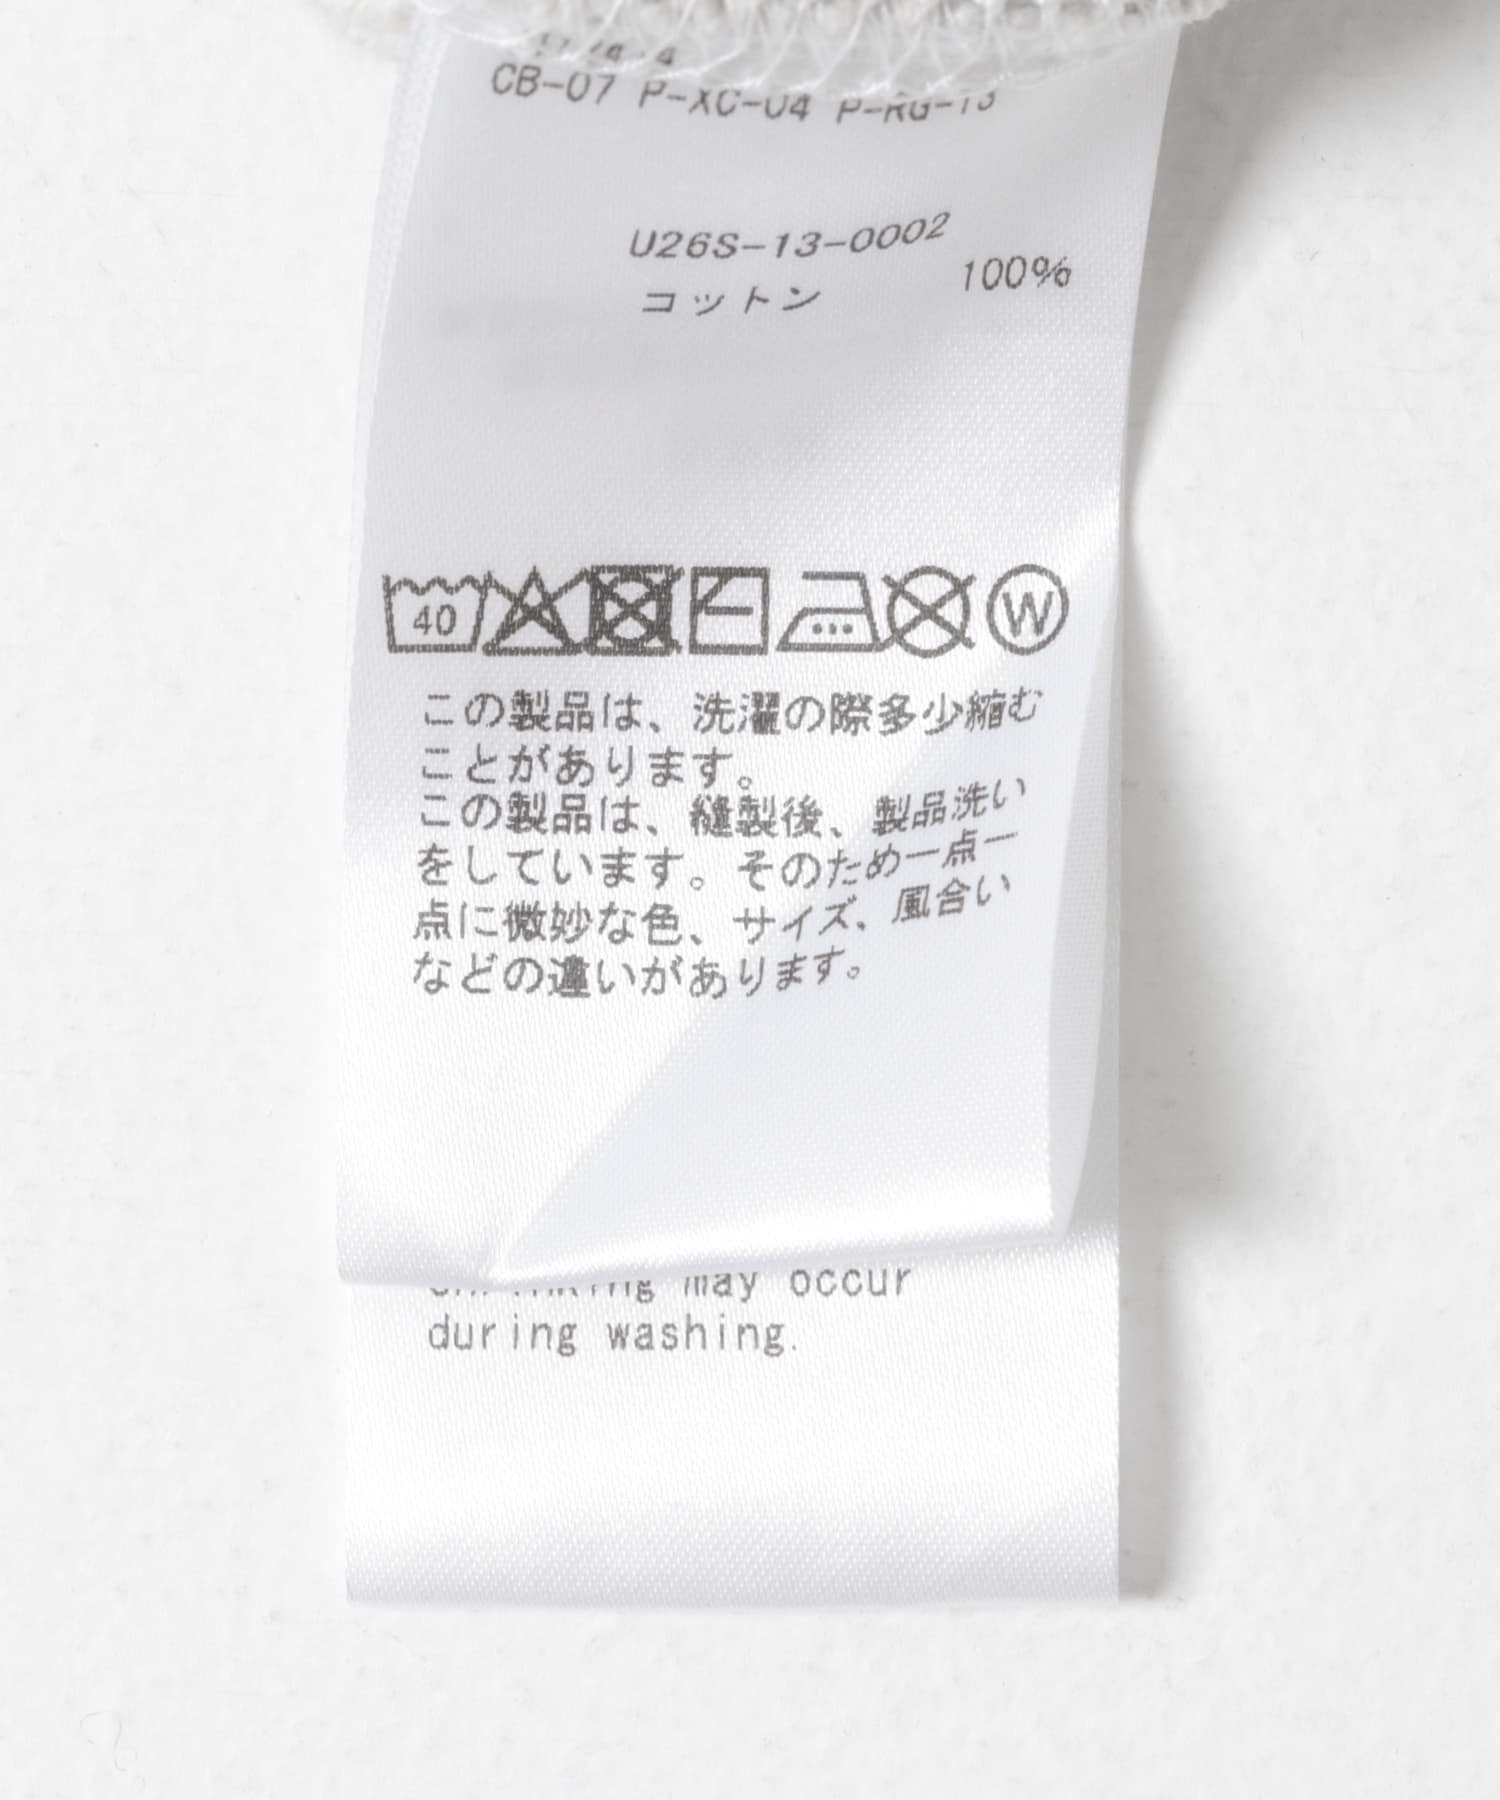 CB-07 P-XC-04 P-RG-13
U26S-13-0002
コットン 100%
40 W
この製品は、洗濯の際多少縮む
ことがあります。
この製品は、縫製後、製品洗い
をしています。そのため一点一
点に微妙な色、サイズ、風合い
などの違いがあります。
may occur
during washing.